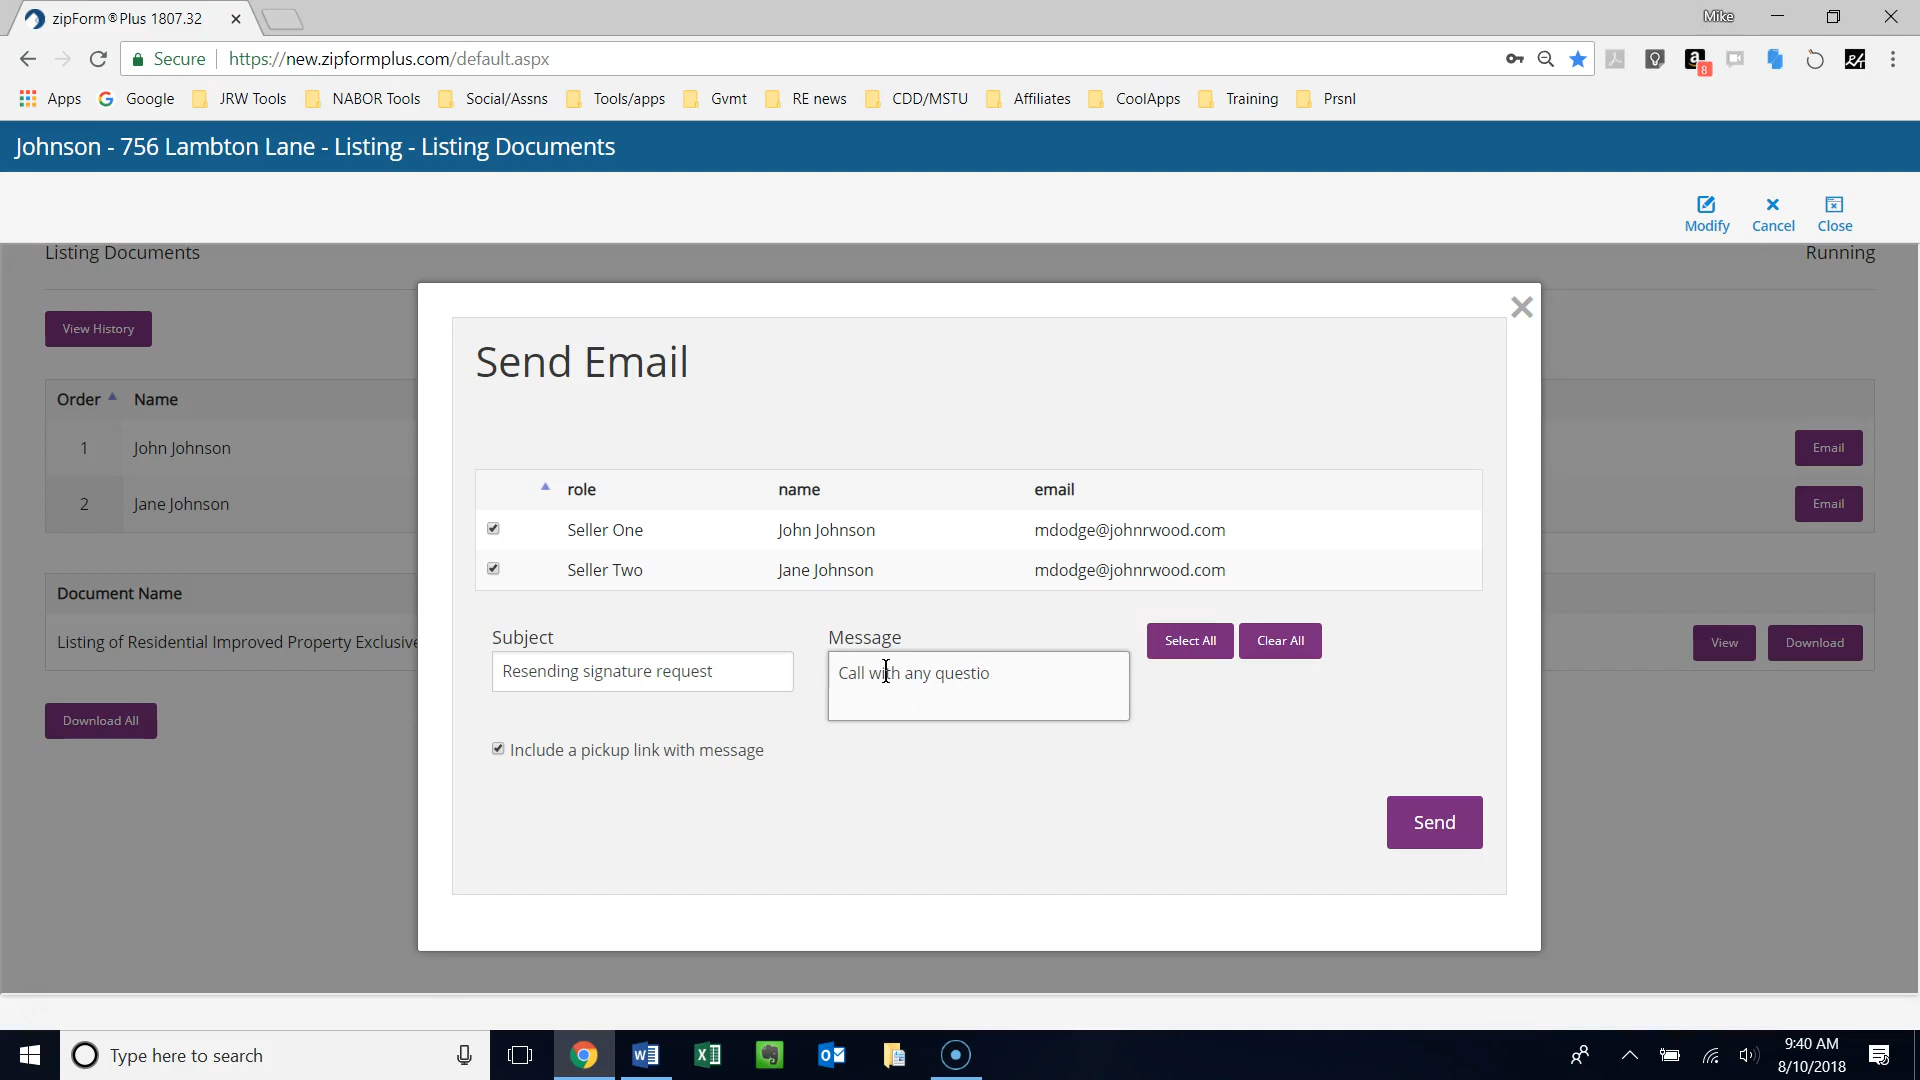 zipForm® Plus 1807.32
Mike
Secure
https://new.zipformplus.com/default.aspx
8
Apps
Google
JRW Tools
NABOR Tools
Social/Assns
Tools/apps
Gvmt
RE news
CDD/MSTU
Affiliates
CoolApps
Training
Prsnl
Johnson - 756 Lambton Lane - Listing - Listing Documents
Modify
Cancel
Close
Listing Documents
Running
View History
Send Email
Order
Name
1
John Johnson
Email
2
Jane Johnson
Email
role
name
email
Seller One
John Johnson
mdodge@johnrwood.com
Seller Two
Jane Johnson
mdodge@johnrwood.com
Document Name
Listing of Residential Improved Property Exclusive
View
Download
Subject
Message
Select All
Clear All
Resending signature request
Call with any questio
Download All
Include a pickup link with message
Send
Type here to search
9:40 AM
8/10/2018